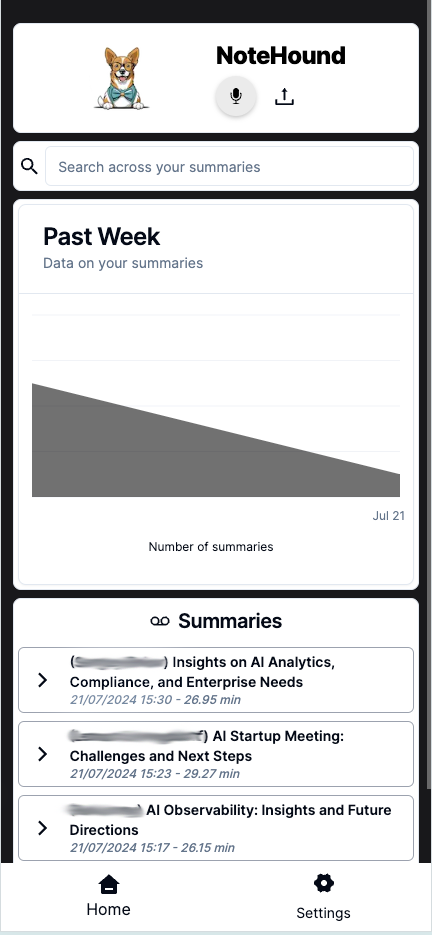 NoteHound
Search across your summaries
Past Week
Data on your summaries
Jul 21
Number of summaries
Summaries
( ) Insights on AI Analytics,
Compliance, and Enterprise Needs
21/07/2024 15:30 - 26.95 min
) AI Startup Meeting:
Challenges and Next Steps
21/07/2024 15:23 - 29.27 min
AI Observability: Insights and Future
Directions
21/07/2024 15:17 - 26.15 min
Home
Settings